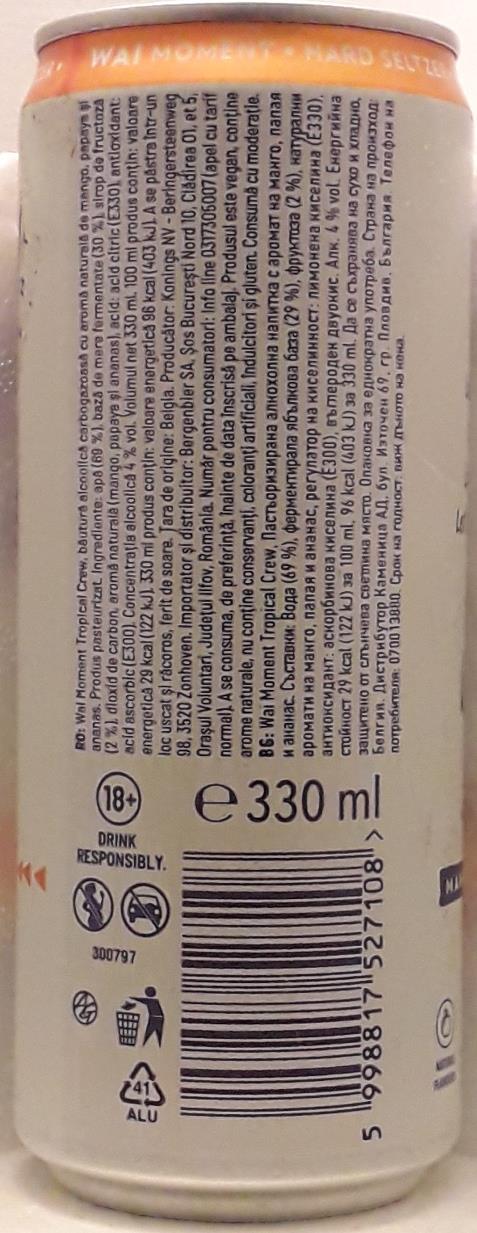 WAI MOMENT • HARD SELTZER
RO: Wai Moment Tropical Crew, băutură alcoolică carbogazoasă cu aromă naturală de mango, papaya și
ananas. Produs pasteurizat. Ingrediente: apă (69 %), bază de mere fermentate (30 %), sirop de fructoză
(2 %), dioxid de carbon, aromă naturală (mango, papaya și ananas), acid: acid citric (E330), antioxidant:
acid ascorbic (E300). Concentrația alcoolică 4 % vol. Volumul net 330 ml. 100 ml produs conțin: valoare
energetică 29 kcal (122 kJ). 330 ml produs conțin: valoare energetică 96 kcal (403 kJ). A se păstra într-un
loc uscat și răcoros, ferit de soare. Țara de origine: Belgia. Producător: Konings NV - Beringersteenweg
98, 3520 Zonhoven. Importator și distribuitor: Bergenbier SA, Șos București Nord 10, Clădirea O1, et 5,
Orașul Voluntari, Județul Ilfov, România. Număr pentru consumatori: Info line 0317306007 (apel cu tarif
normal). A se consuma, de preferință, înainte de data înscrisă pe ambalaj. Produsul este vegan, conține
arome naturale, nu conține conservanți, coloranți artificiali, îndulcitori și gluten. Consumă cu moderație.
BG: Wai Moment Tropical Crew, Пастьоризирана алкохолна напитка с аромат на манго, папая
и ананас. Съставки: Вода (69 %), ферментирала ябълкова база (29 %), фруктоза (2 %), натурални
аромати на манго, папая и ананас, регулатор на киселинност: лимонена киселина (E330),
антиоксидант: аскорбинова киселина (E300), въглероден двуокис. Алк. 4 % vol. Енергийна
стойност 29 kcal (122 kJ) за 100 ml, 96 kcal (403 kJ) за 330 ml. Да се съхранява на сухо и хладно,
защитено от слънчева светлина място. Опаковка за еднократна употреба. Страна на произход:
Белгия. Дистрибутор Каменица АД, бул. Източен 69, гр. Пловдив, България. Телефон на
потребителя: 070013880. Срок на годност: виж дъното на кена.
18+
DRINK
RESPONSIBLY.
300797
e 330 ml
5 998817 527108 >
41
ALU